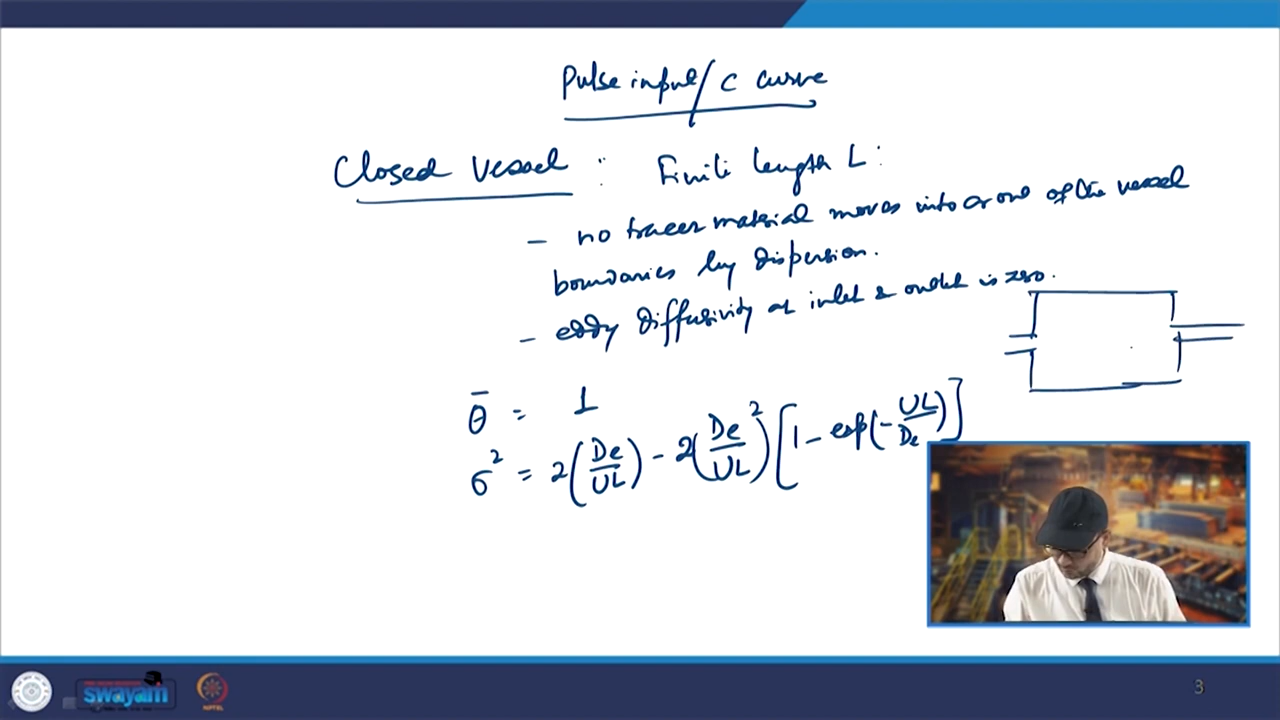 Pulse input/ C curve
Closed Vessel : Finite length L :
- no tracer material moves into or out of the vessel
boundaries by dispersion.
- eddy diffusivity at inlet & outlet is zero.
θ̄ = 1
σ² = 2(De/UL) - 2(De/UL)² [1 - exp(-UL/De)]
swayam
3